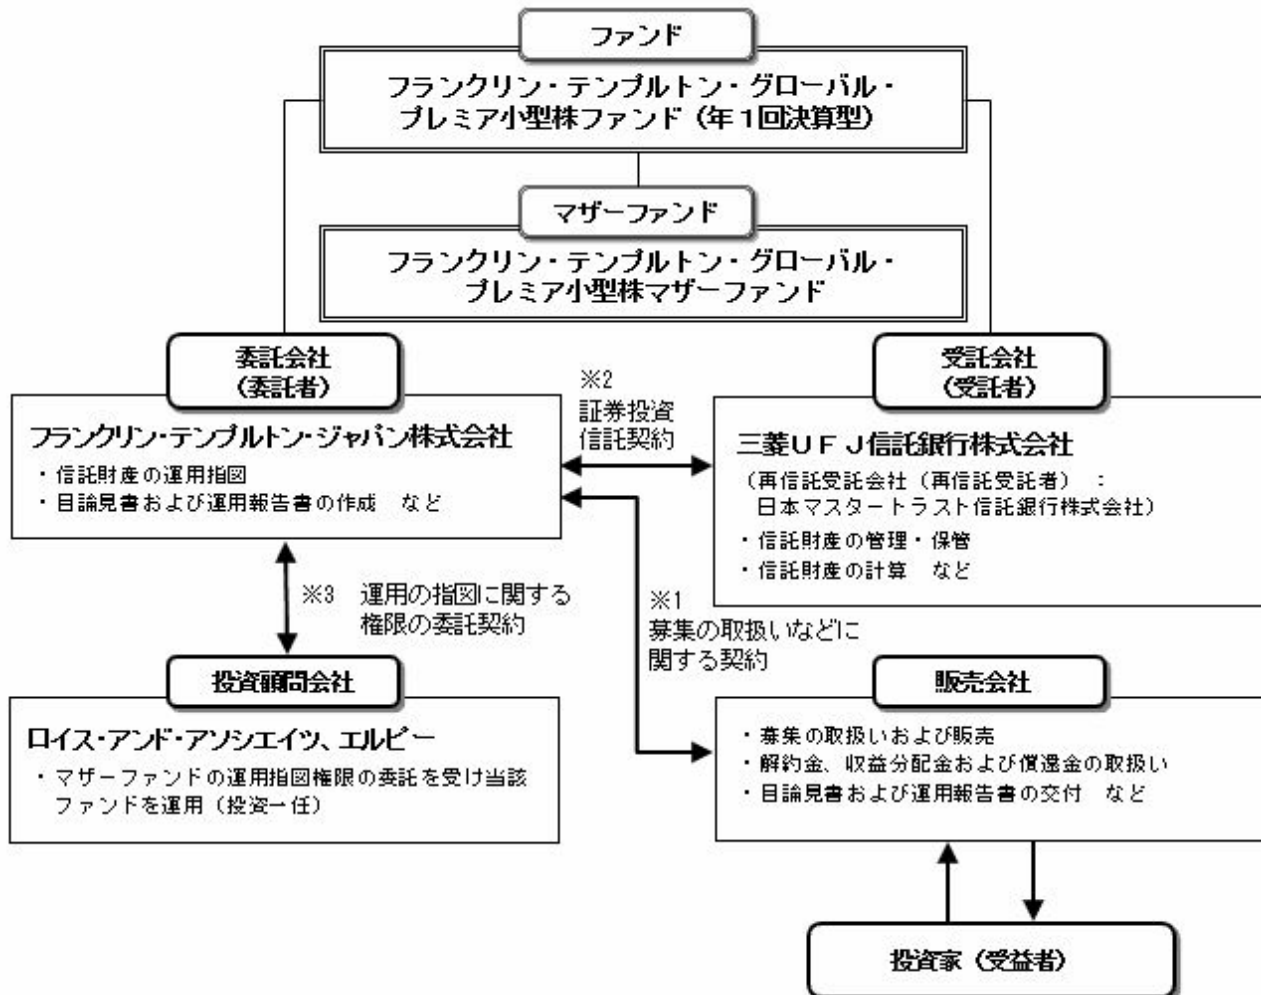 ファンド
フランクリン・テンプルトン・グローバル・
プレミア小型株ファンド（年１回決算型）
マザーファンド
フランクリン・テンプルトン・グローバル・
プレミア小型株マザーファンド
委託会社
（委託者）
フランクリン・テンプルトン・ジャパン株式会社
・信託財産の運用指図
・目論見書および運用報告書の作成　など
※2
証券投資
信託契約
受託会社
（受託者）
三菱ＵＦＪ信託銀行株式会社
（再信託受託会社（再信託受託者）：
日本マスタートラスト信託銀行株式会社）
・信託財産の管理・保管
・信託財産の計算　など
※3　運用の指図に関する
権限の委託契約
※1
募集の取扱いなどに
関する契約
投資顧問会社
ロイス・アンド・アソシエイツ、エルピー
・マザーファンドの運用指図権限の委託を受け当該
ファンドを運用（投資一任）
販売会社
・募集の取扱いおよび販売
・解約金、収益分配金および償還金の取扱い
・目論見書および運用報告書の交付　など
投資家（受益者）